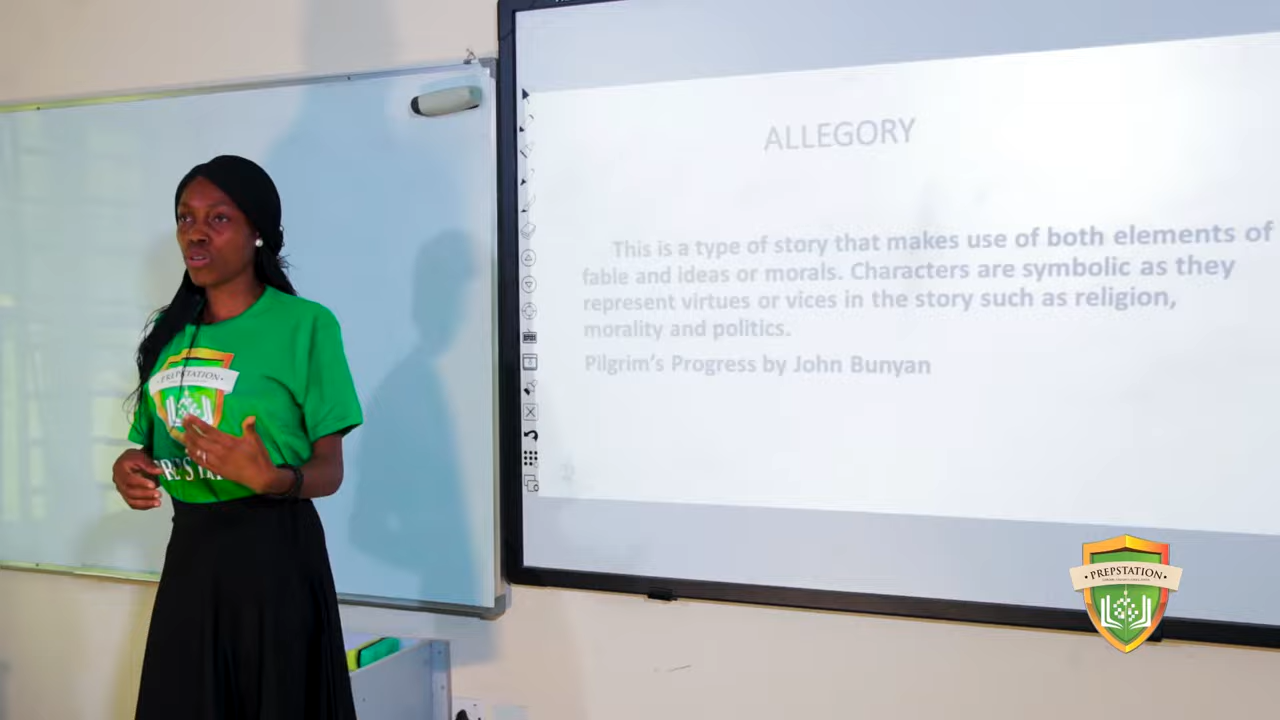 ALLEGORY
This is a type of story that makes use of both elements of
fable and ideas or morals. Characters are symbolic as they
represent virtues or vices in the story such as religion,
morality and politics.
Pilgrim's Progress by John Bunyan
PREPSTATION
PREPSTATION